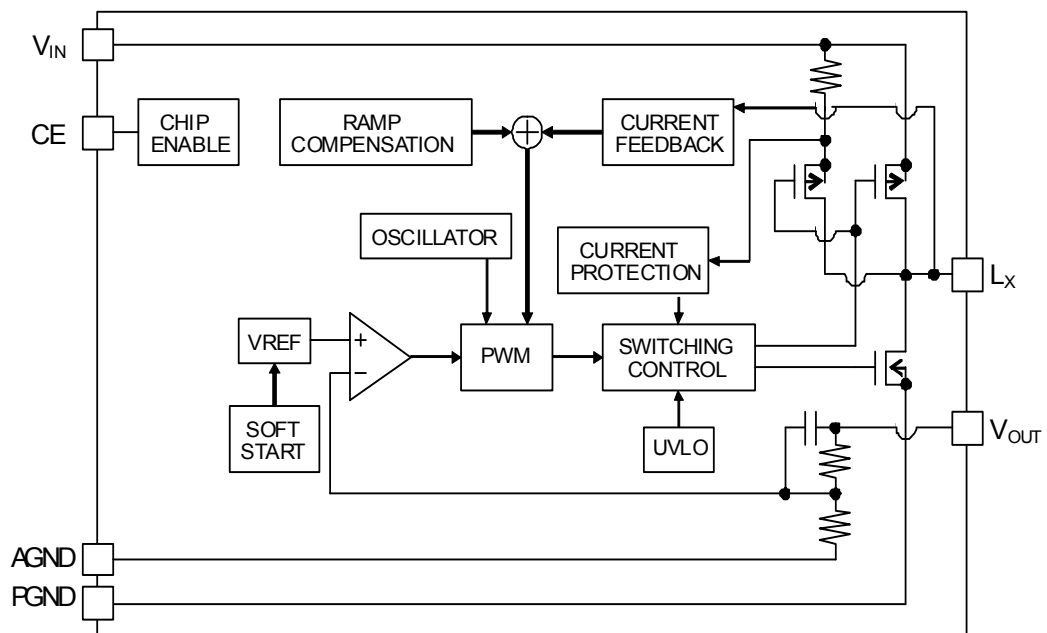 VIN
CE
CHIP
ENABLE
RAMP
COMPENSATION
CURRENT
FEEDBACK
OSCILLATOR
CURRENT
PROTECTION
LX
VREF
+
−
PWM
SWITCHING
CONTROL
SOFT
START
UVLO
VOUT
AGND
PGND